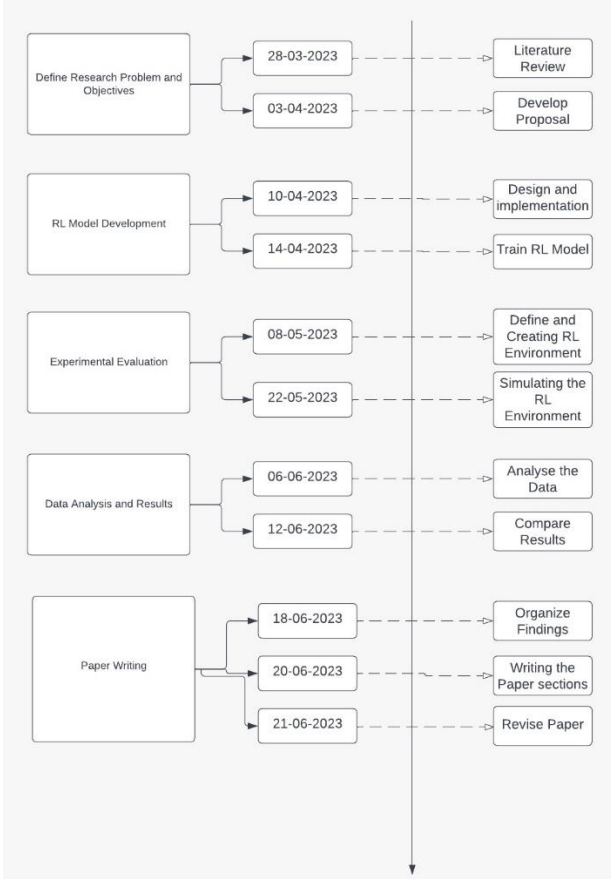 Define Research Problem and
Objectives
28-03-2023
Literature
Review
03-04-2023
Develop
Proposal
RL Model Development
10-04-2023
Design and
implementation
14-04-2023
Train RL Model
Experimental Evaluation
08-05-2023
Define and
Creating RL
Environment
22-05-2023
Simulating the
RL
Environment
Data Analysis and Results
06-06-2023
Analyse the
Data
12-06-2023
Compare
Results
Paper Writing
18-06-2023
Organize
Findings
20-06-2023
Writing the
Paper sections
21-06-2023
Revise Paper